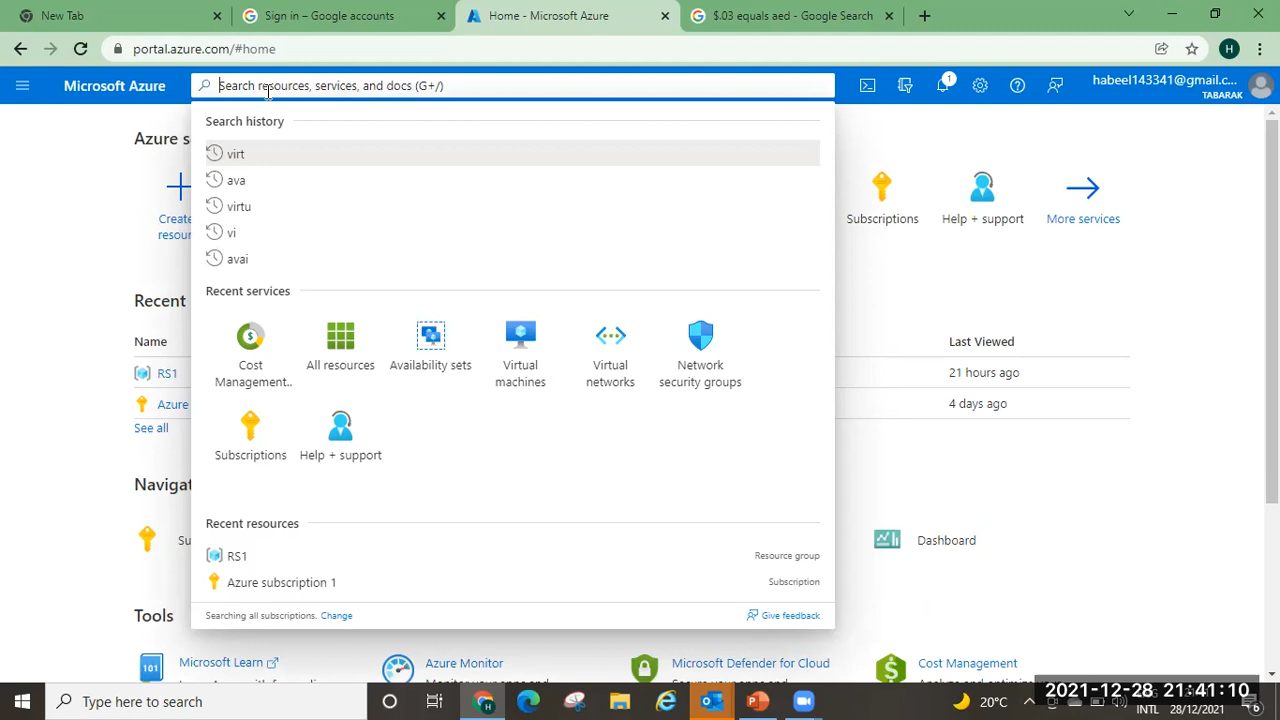 New Tab
Sign in – Google accounts
Home - Microsoft Azure
$.03 equals aed - Google Search
portal.azure.com/#home
H
Microsoft Azure
Search resources, services, and docs (G+/)
1
habeel143341@gmail.c...
TABARAK
Azure s
Search history
virt
ava
virtu
vi
avai
Create
resour
Subscriptions
Help + support
More services
Recent services
Cost Management..
All resources
Availability sets
Virtual machines
Virtual networks
Network security groups
Subscriptions
Help + support
Recent
Name
Last Viewed
RS1
21 hours ago
Azure
4 days ago
See all
Navigat
Su
Dashboard
Recent resources
RS1
Resource group
Azure subscription 1
Subscription
Searching all subscriptions. Change
Give feedback
Tools
101
Microsoft Learn
Azure Monitor
Microsoft Defender for Cloud
Cost Management
Type here to search
20°C
2021-12-28 21:41:10
INTL
28/12/2021
6